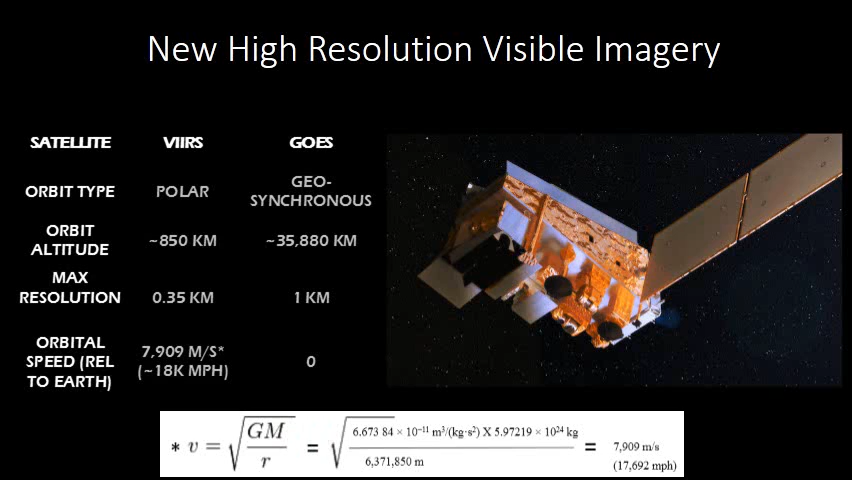 New High Resolution Visible Imagery
SATELLITE VIIRS GOES
ORBIT TYPE POLAR GEO-
SYNCHRONOUS
ORBIT
ALTITUDE ~850 KM ~35,880 KM
MAX
RESOLUTION 0.35 KM 1 KM
ORBITAL
SPEED (REL
TO EARTH) 7,909 M/S*
(~18K MPH) 0
* v = √ GM / r = √ 6.673 84 × 10⁻¹¹ m³/(kg·s²) X 5.97219 × 10²⁴ kg = 7,909 m/s
6,371,850 m (17,692 mph)